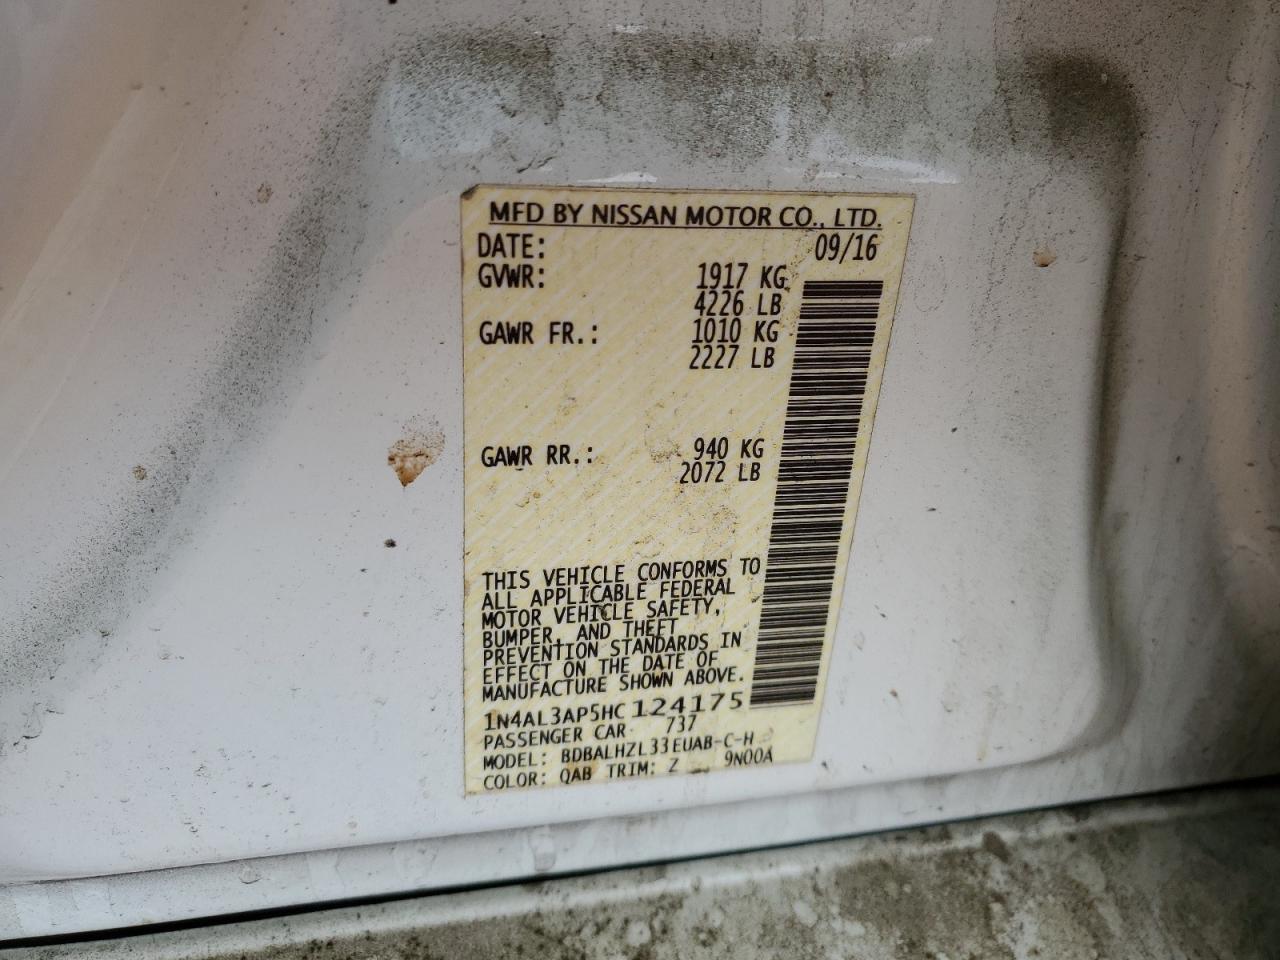 MFD BY NISSAN MOTOR CO., LTD.
DATE: 09/16
GVWR: 1917 KG
4226 LB
GAWR FR.: 1010 KG
2227 LB
GAWR RR.: 940 KG
2072 LB
THIS VEHICLE CONFORMS TO
ALL APPLICABLE FEDERAL
MOTOR VEHICLE SAFETY,
BUMPER, AND THEFT
PREVENTION STANDARDS IN
EFFECT ON THE DATE OF
MANUFACTURE SHOWN ABOVE.
1N4AL3AP5HC124175
PASSENGER CAR 737
MODEL: BDBALHZL33EUAB-C-H
COLOR: QAB TRIM: Z 9N00A